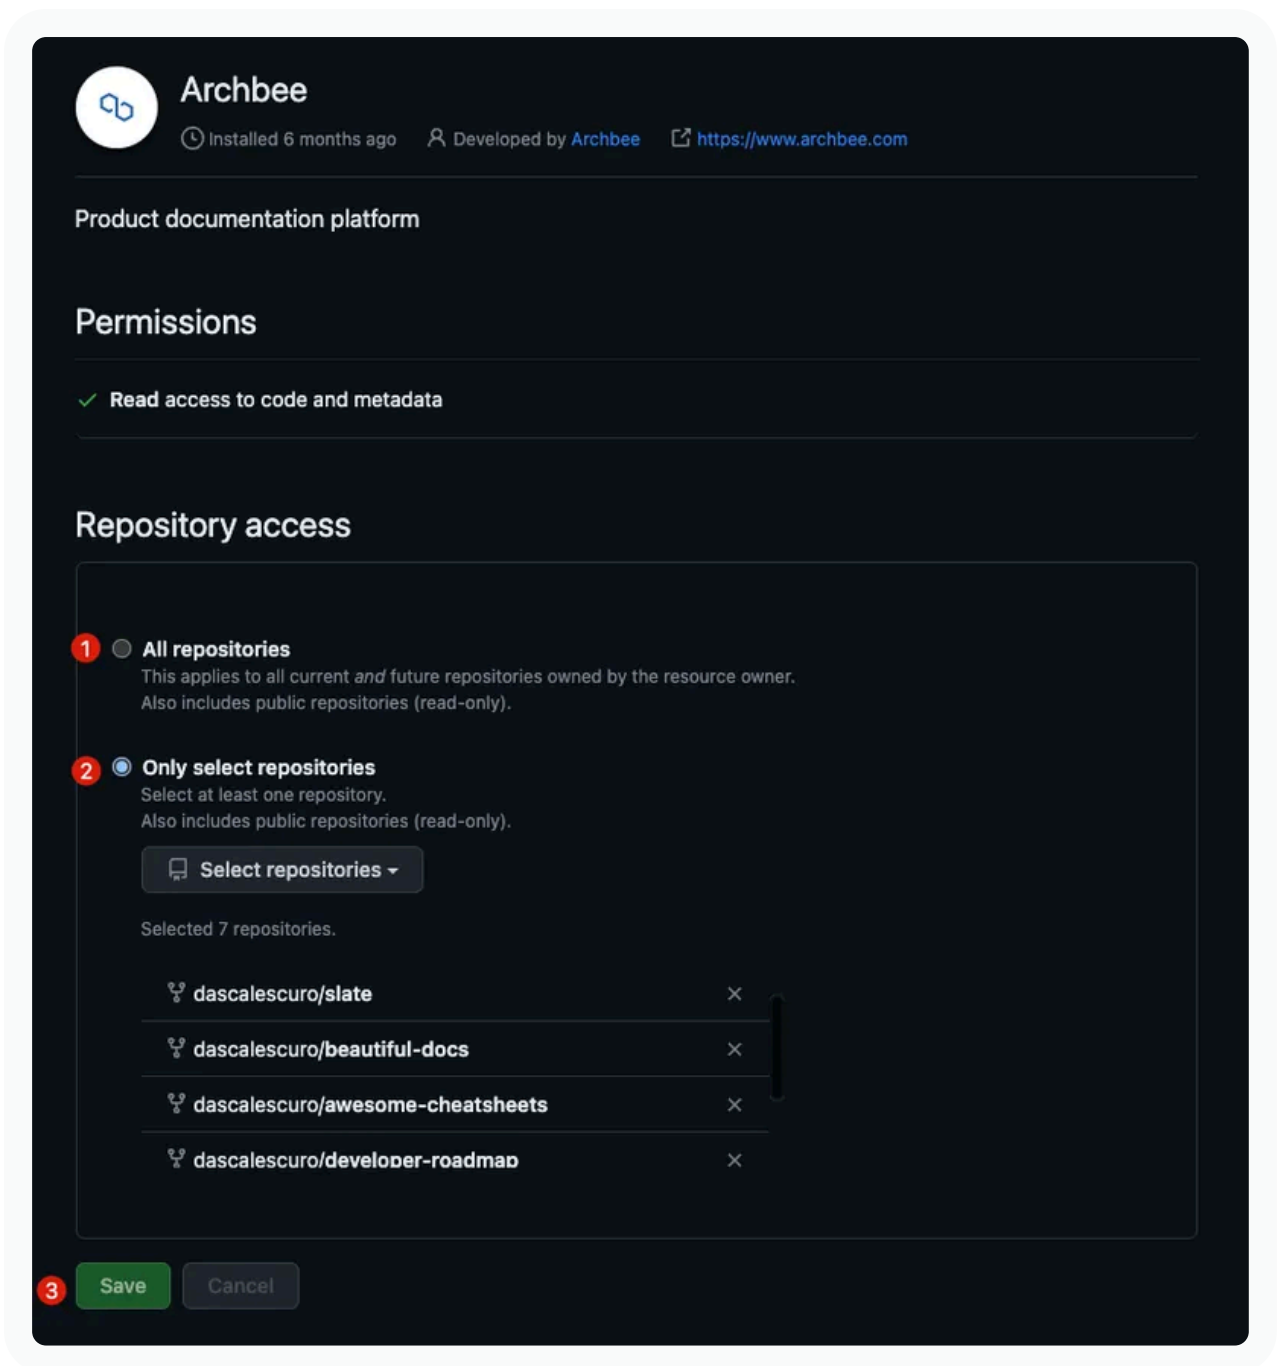 Archbee
Installed 6 months ago Developed by Archbee https://www.archbee.com
Product documentation platform
Permissions
Read access to code and metadata
Repository access
1 All repositories
This applies to all current and future repositories owned by the resource owner.
Also includes public repositories (read-only).
2 Only select repositories
Select at least one repository.
Also includes public repositories (read-only).
Select repositories
Selected 7 repositories.
dascalescuro/slate
dascalescuro/beautiful-docs
dascalescuro/awesome-cheatsheets
dascalescuro/developer-roadmap
3 Save Cancel